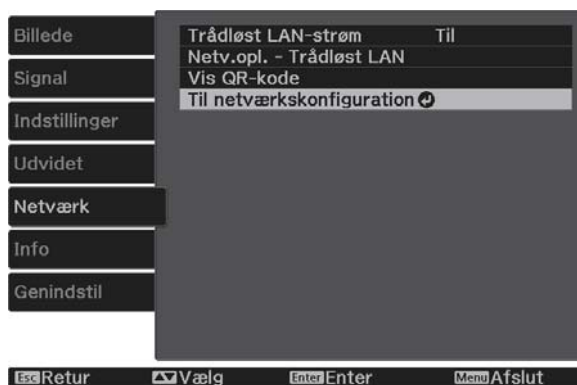 Billede
Signal
Indstillinger
Udvidet
Netværk
Info
Genindstil
Trådløst LAN-strøm Til
Netv.opl. - Trådløst LAN
Vis QR-kode
Til netværkskonfiguration
Esc Retur Vælg Enter Enter Menu Afslut